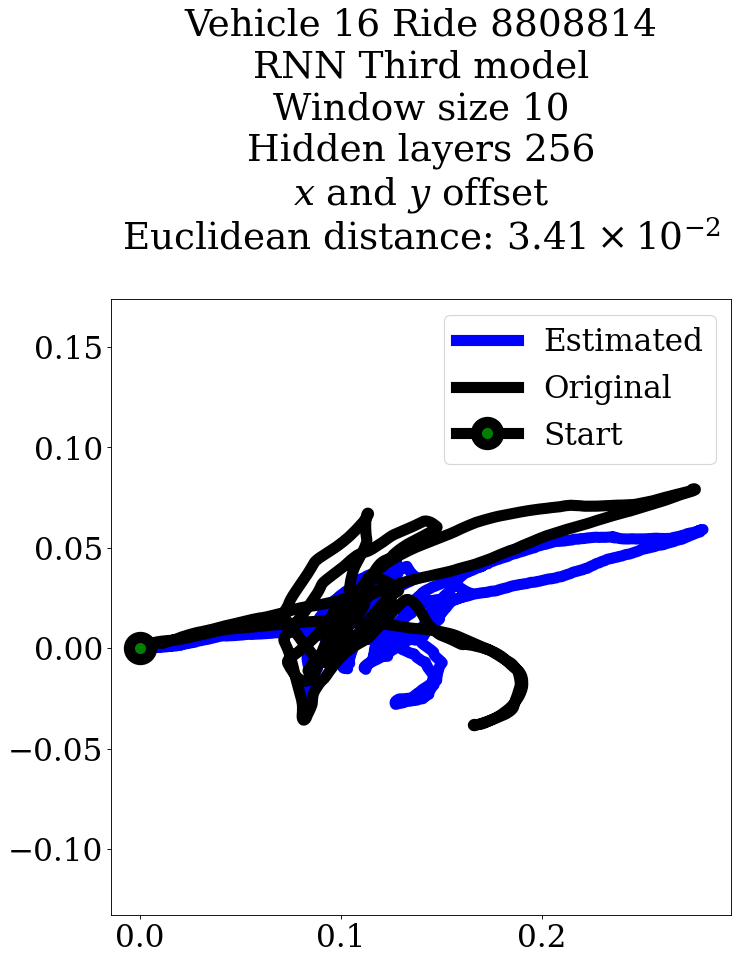 Vehicle 16 Ride 8808814
RNN Third model
Window size 10
Hidden layers 256
x and y offset
Euclidean distance: 3.41 × 10⁻²
Estimated
Original
Start
0.15
0.10
0.05
0.00
−0.05
−0.10
0.0 0.1 0.2